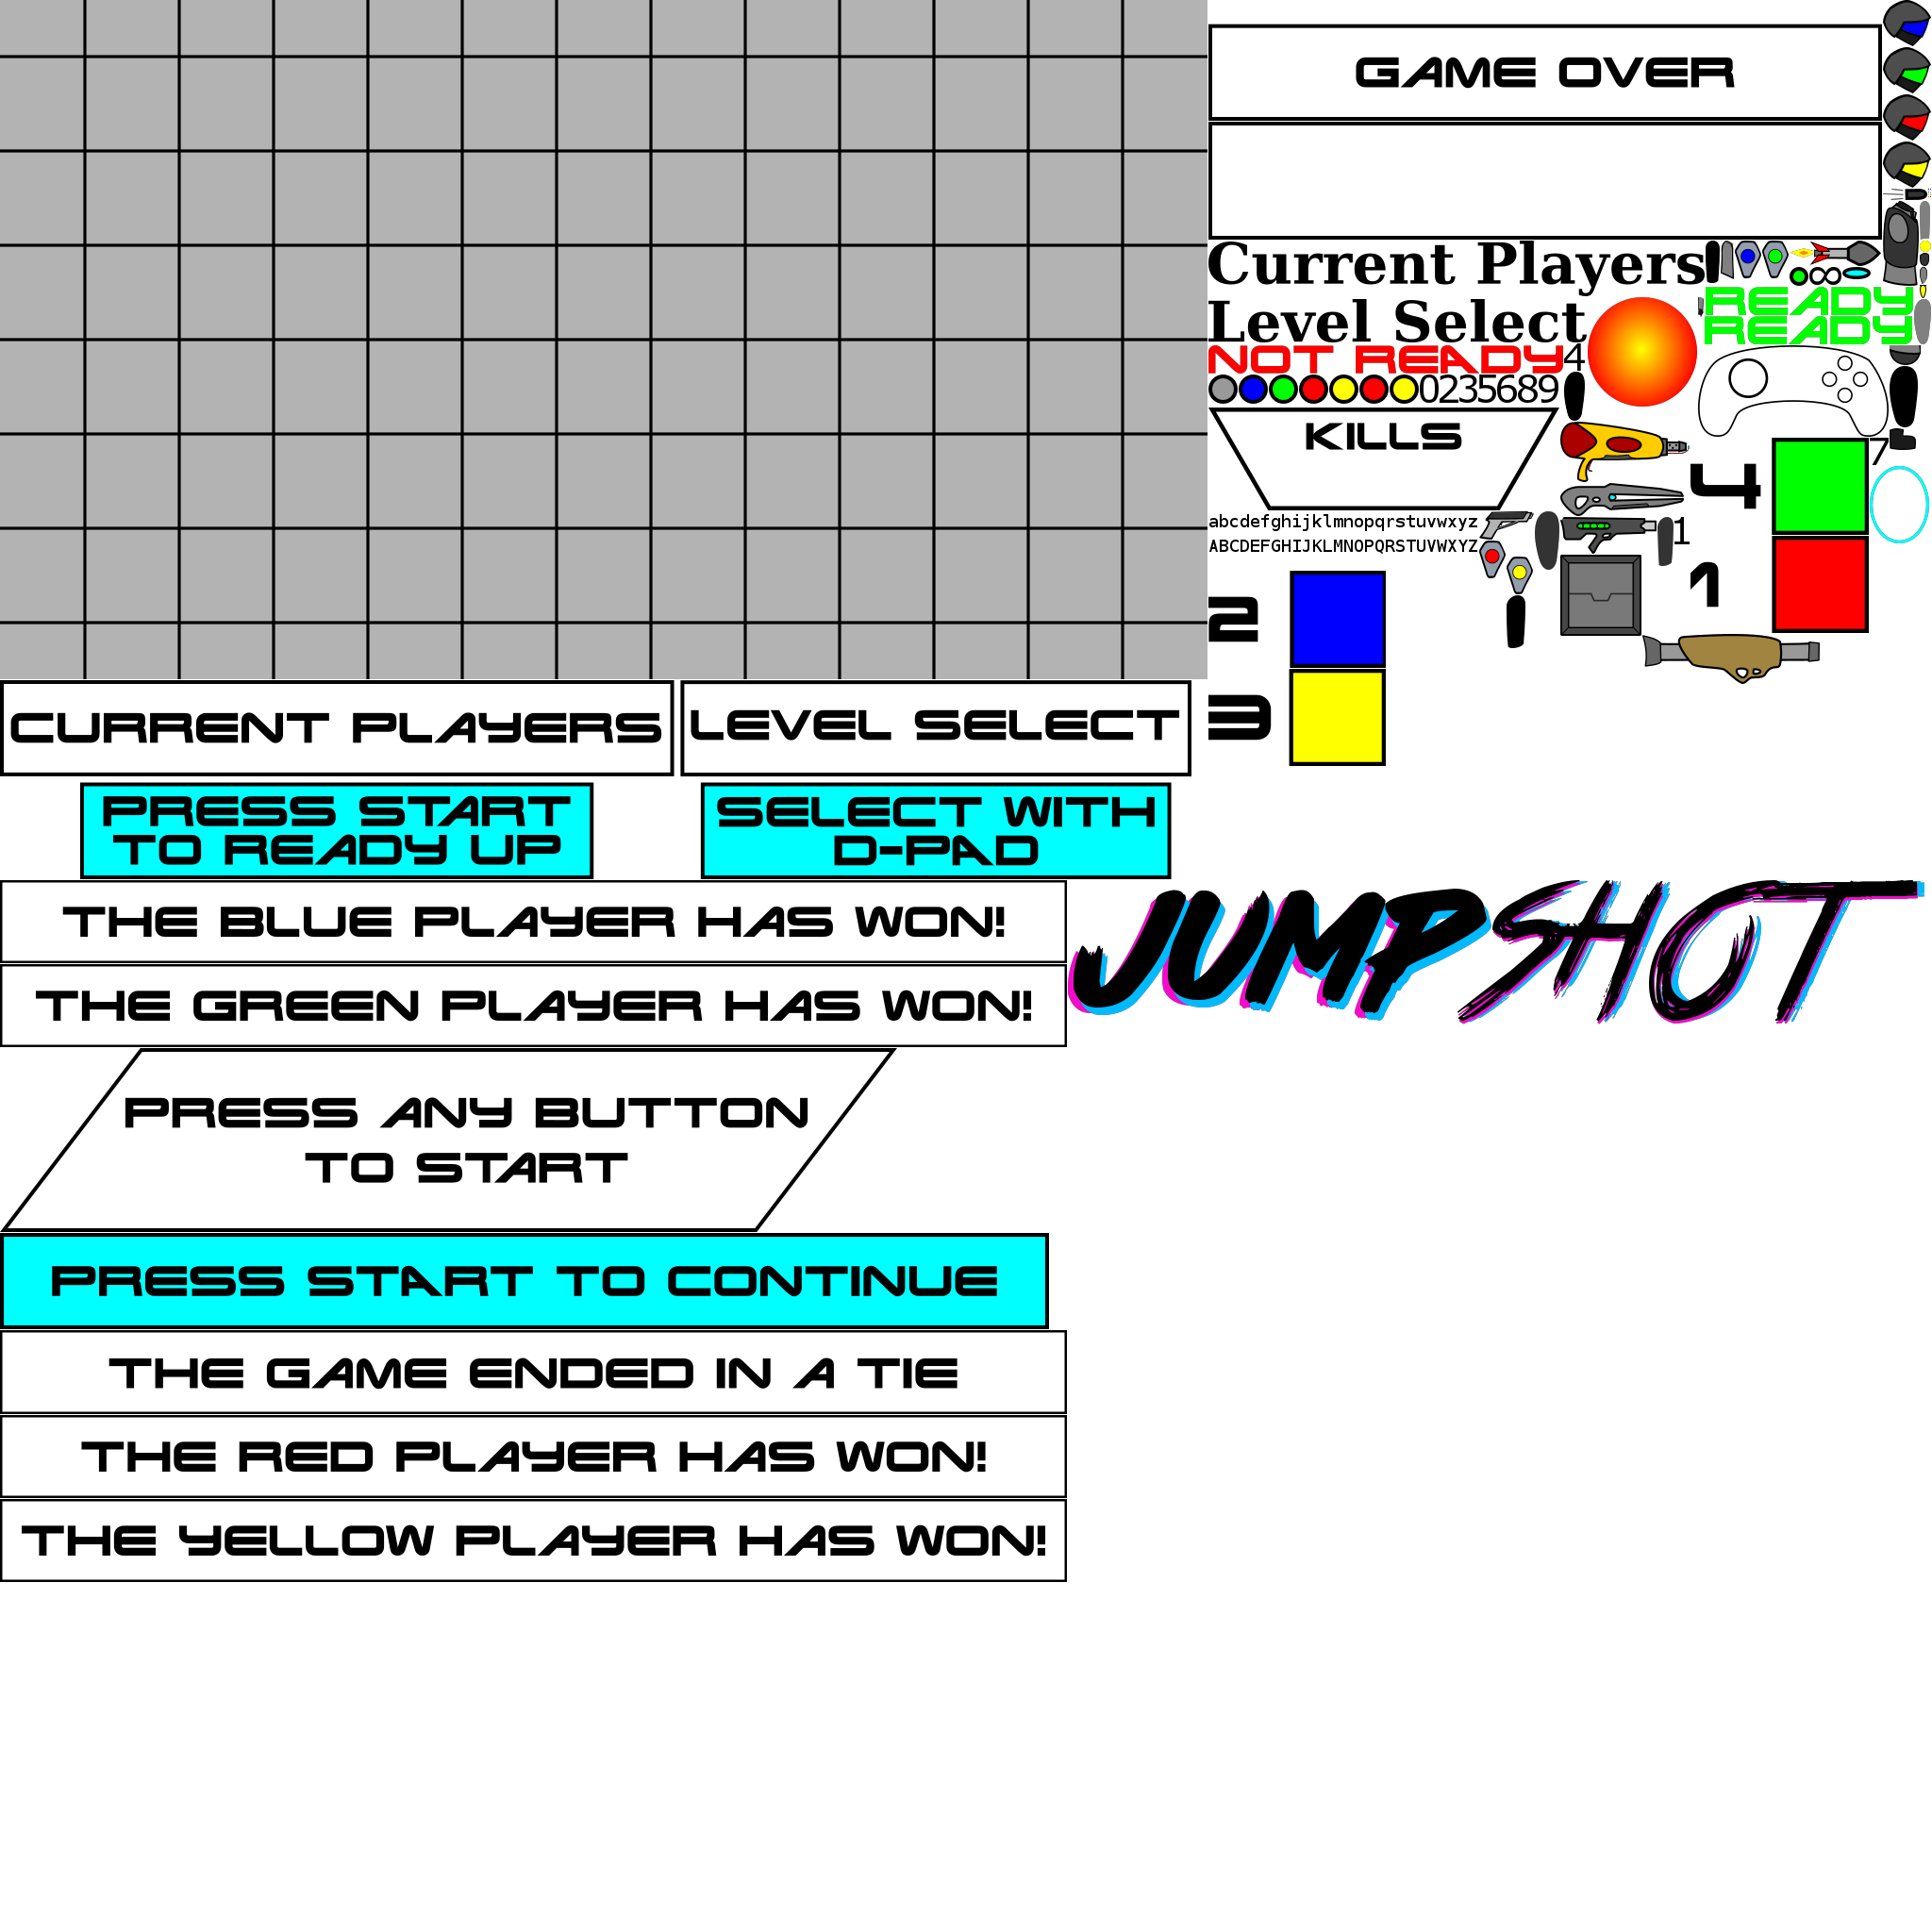 GAME OVER
Current Players
READY
Level Select
READY
NOT READY
4
0235689
KILLS
7
4
abcdefghijklmnopqrstuvwxyz
1
ABCDEFGHIJKLMNOPQRSTUVWXYZ
1
2
3
CURRENT PLAYERS
LEVEL SELECT
PRESS START
TO READY UP
SELECT WITH
D-PAD
THE BLUE PLAYER HAS WON!
JUMPSHOT
THE GREEN PLAYER HAS WON!
PRESS ANY BUTTON
TO START
PRESS START TO CONTINUE
THE GAME ENDED IN A TIE
THE RED PLAYER HAS WON!
THE YELLOW PLAYER HAS WON!